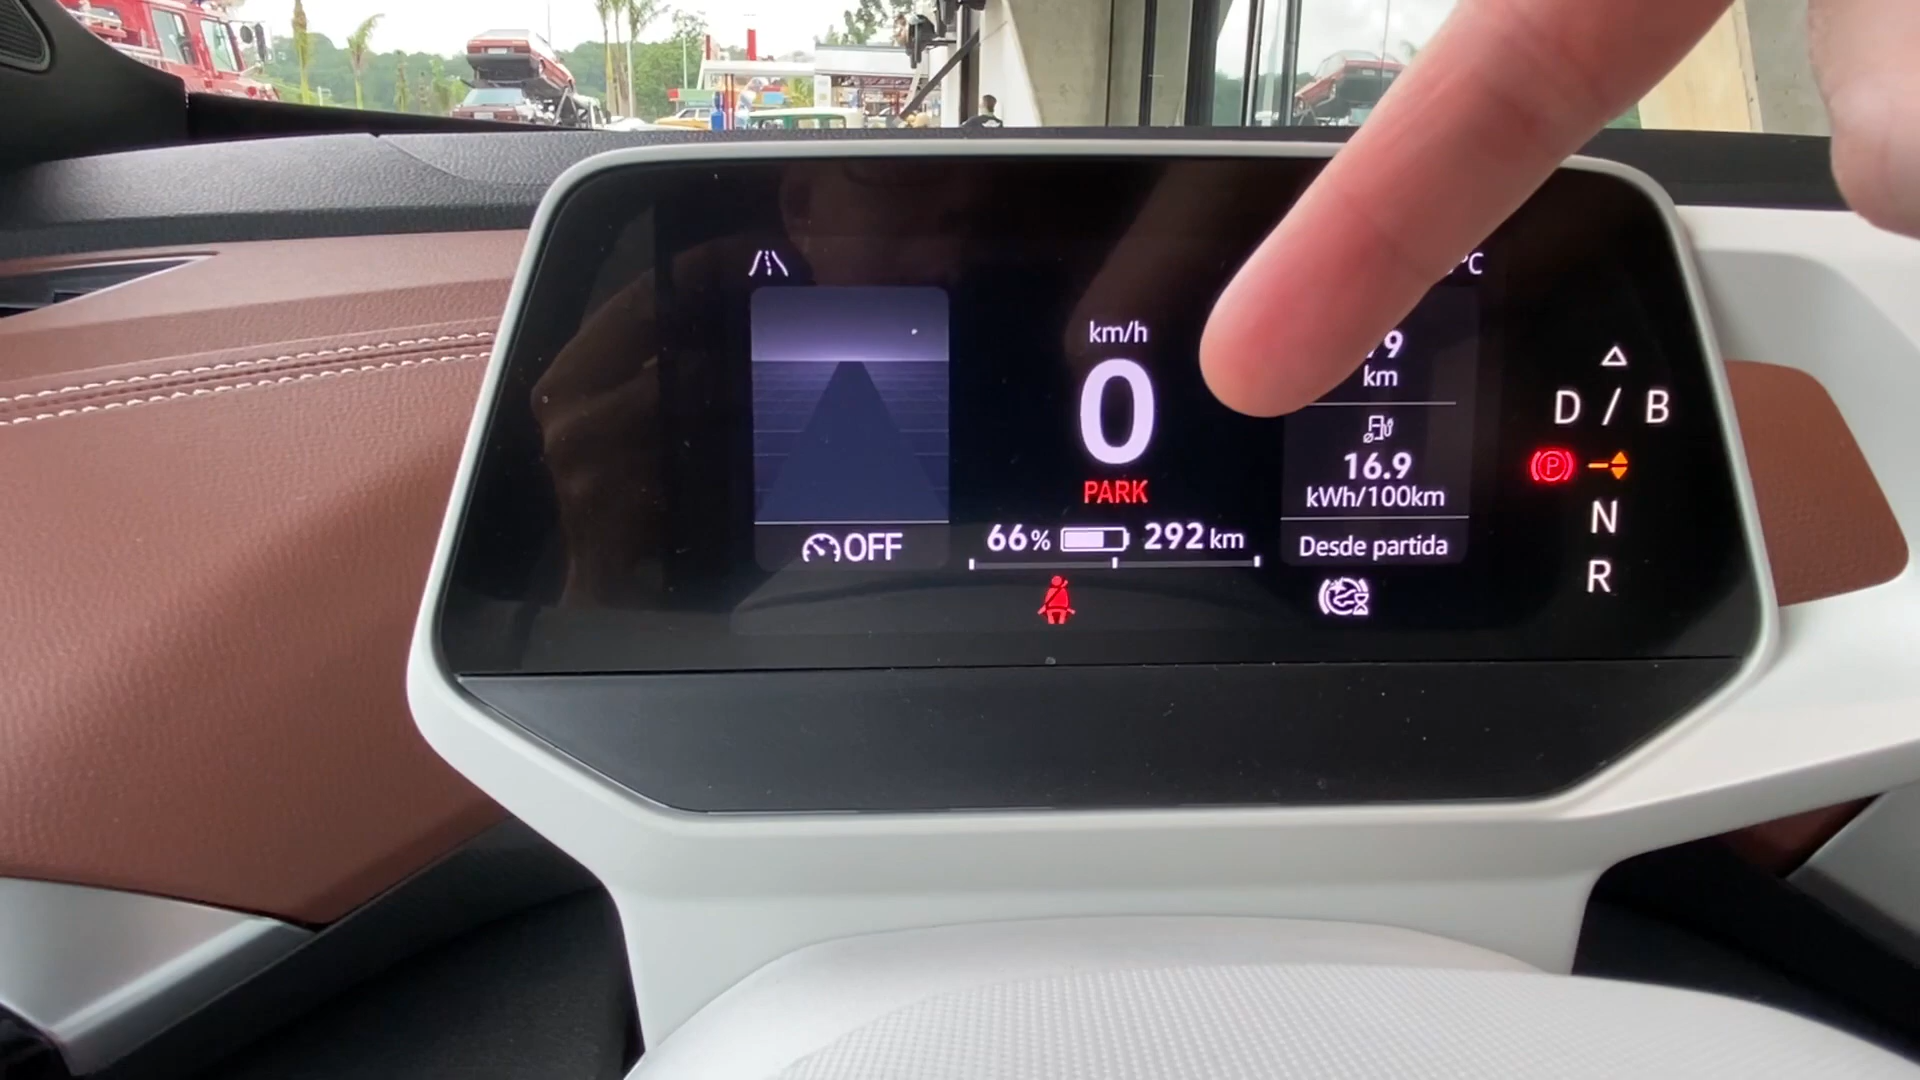 °C
km/h
0
PARK
66% 292 km
OFF
9
km
16.9
kWh/100km
Desde partida
D / B
P
N
R